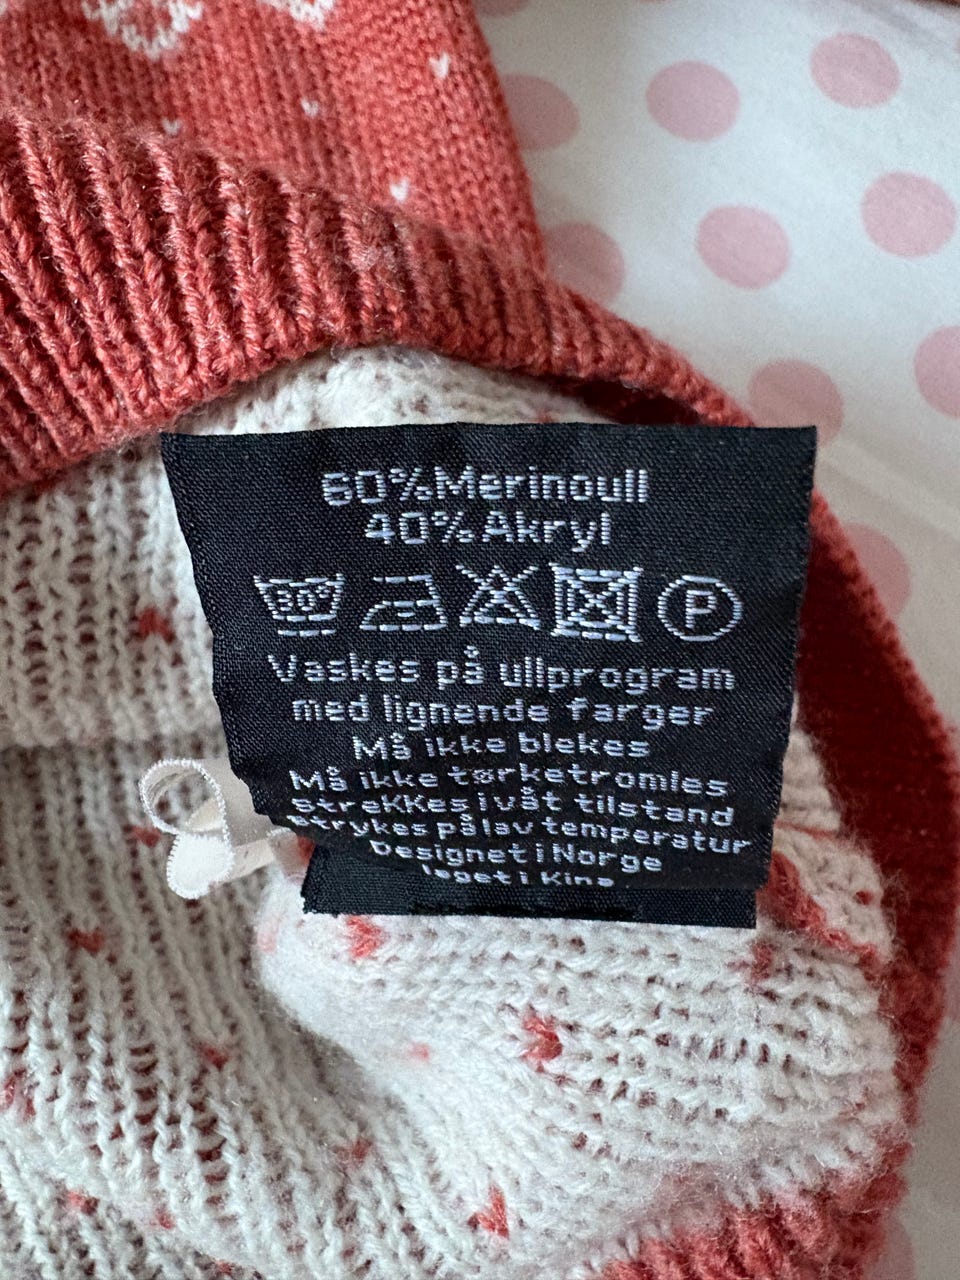 60%Merinoull
40%Akryl
30°
P
Vaskes på ullprogram
med lignende farger
Må ikke blekes
Må ikke tørketromles
Strekkes i våt tilstand
Strykes på lav temperatur
Designet i Norge
laget i Kina